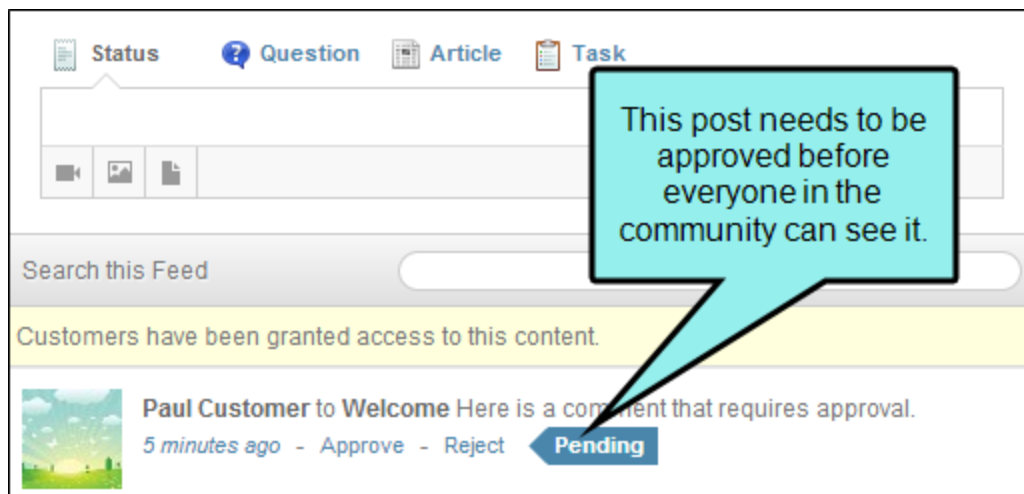 Status Question Article Task
This post needs to be
approved before
everyone in the
community can see it.
Search this Feed
Customers have been granted access to this content.
Paul Customer to Welcome Here is a comment that requires approval.
5 minutes ago - Approve - Reject Pending